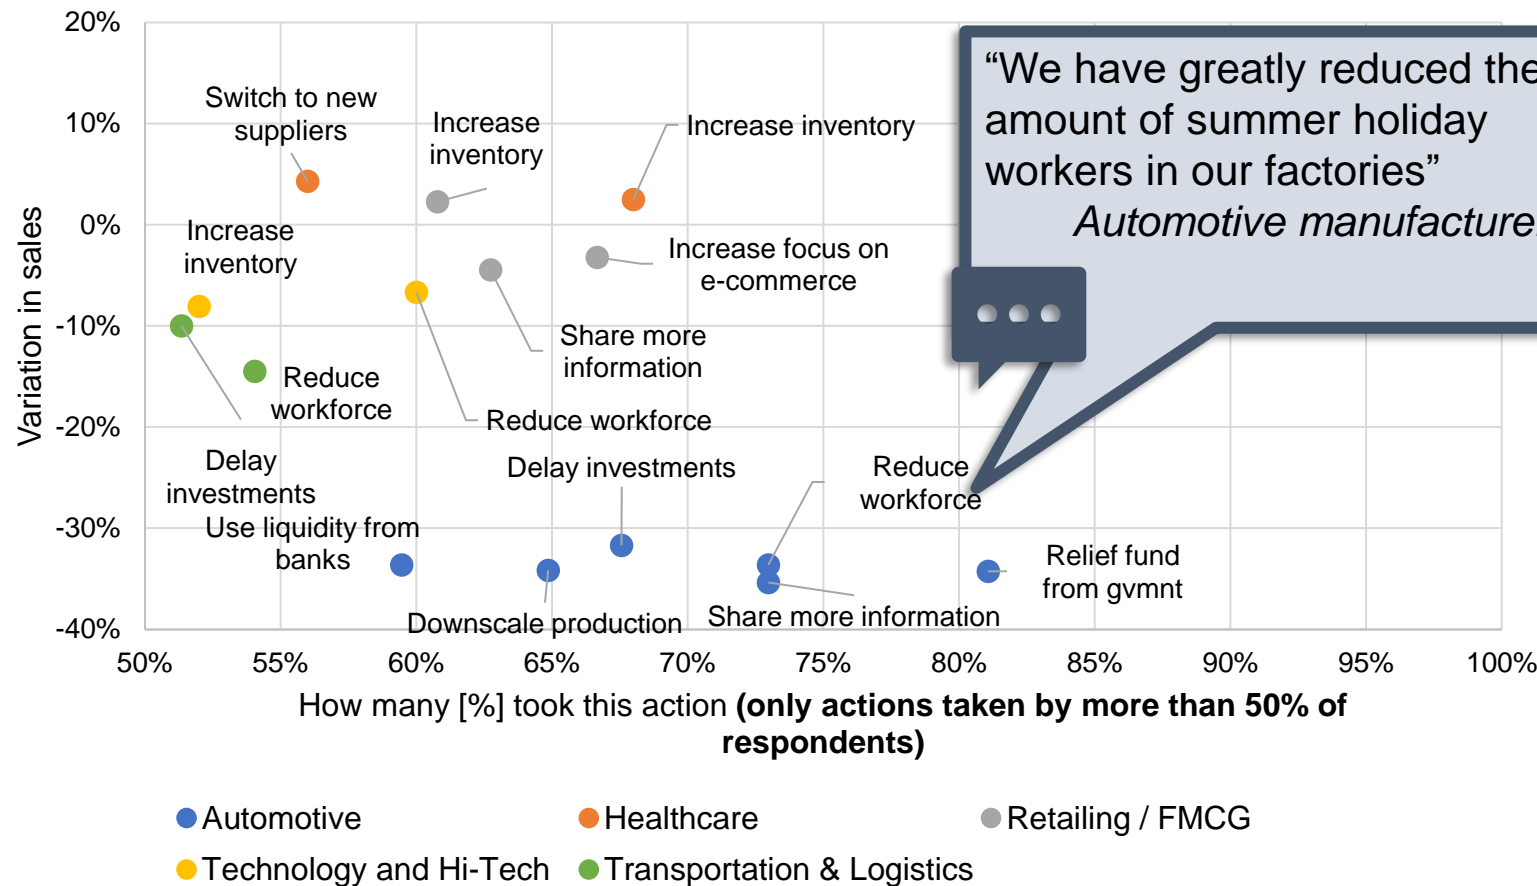 20%
10%
0%
-10%
-20%
-30%
-40%
Variation in sales
Switch to new
suppliers
Increase
inventory
Increase inventory
Increase
inventory
Increase focus on
e-commerce
Share more
information
Reduce
workforce
Reduce workforce
Delay
investments
Delay investments
Reduce
workforce
Use liquidity from
banks
Relief fund
from gvmnt
Downscale production
Share more information
“We have greatly reduced the
amount of summer holiday
workers in our factories”
Automotive manufacturer
50% 55% 60% 65% 70% 75% 80% 85% 90% 95% 100%
How many [%] took this action (only actions taken by more than 50% of
respondents)
Automotive Healthcare Retailing / FMCG
Technology and Hi-Tech Transportation & Logistics